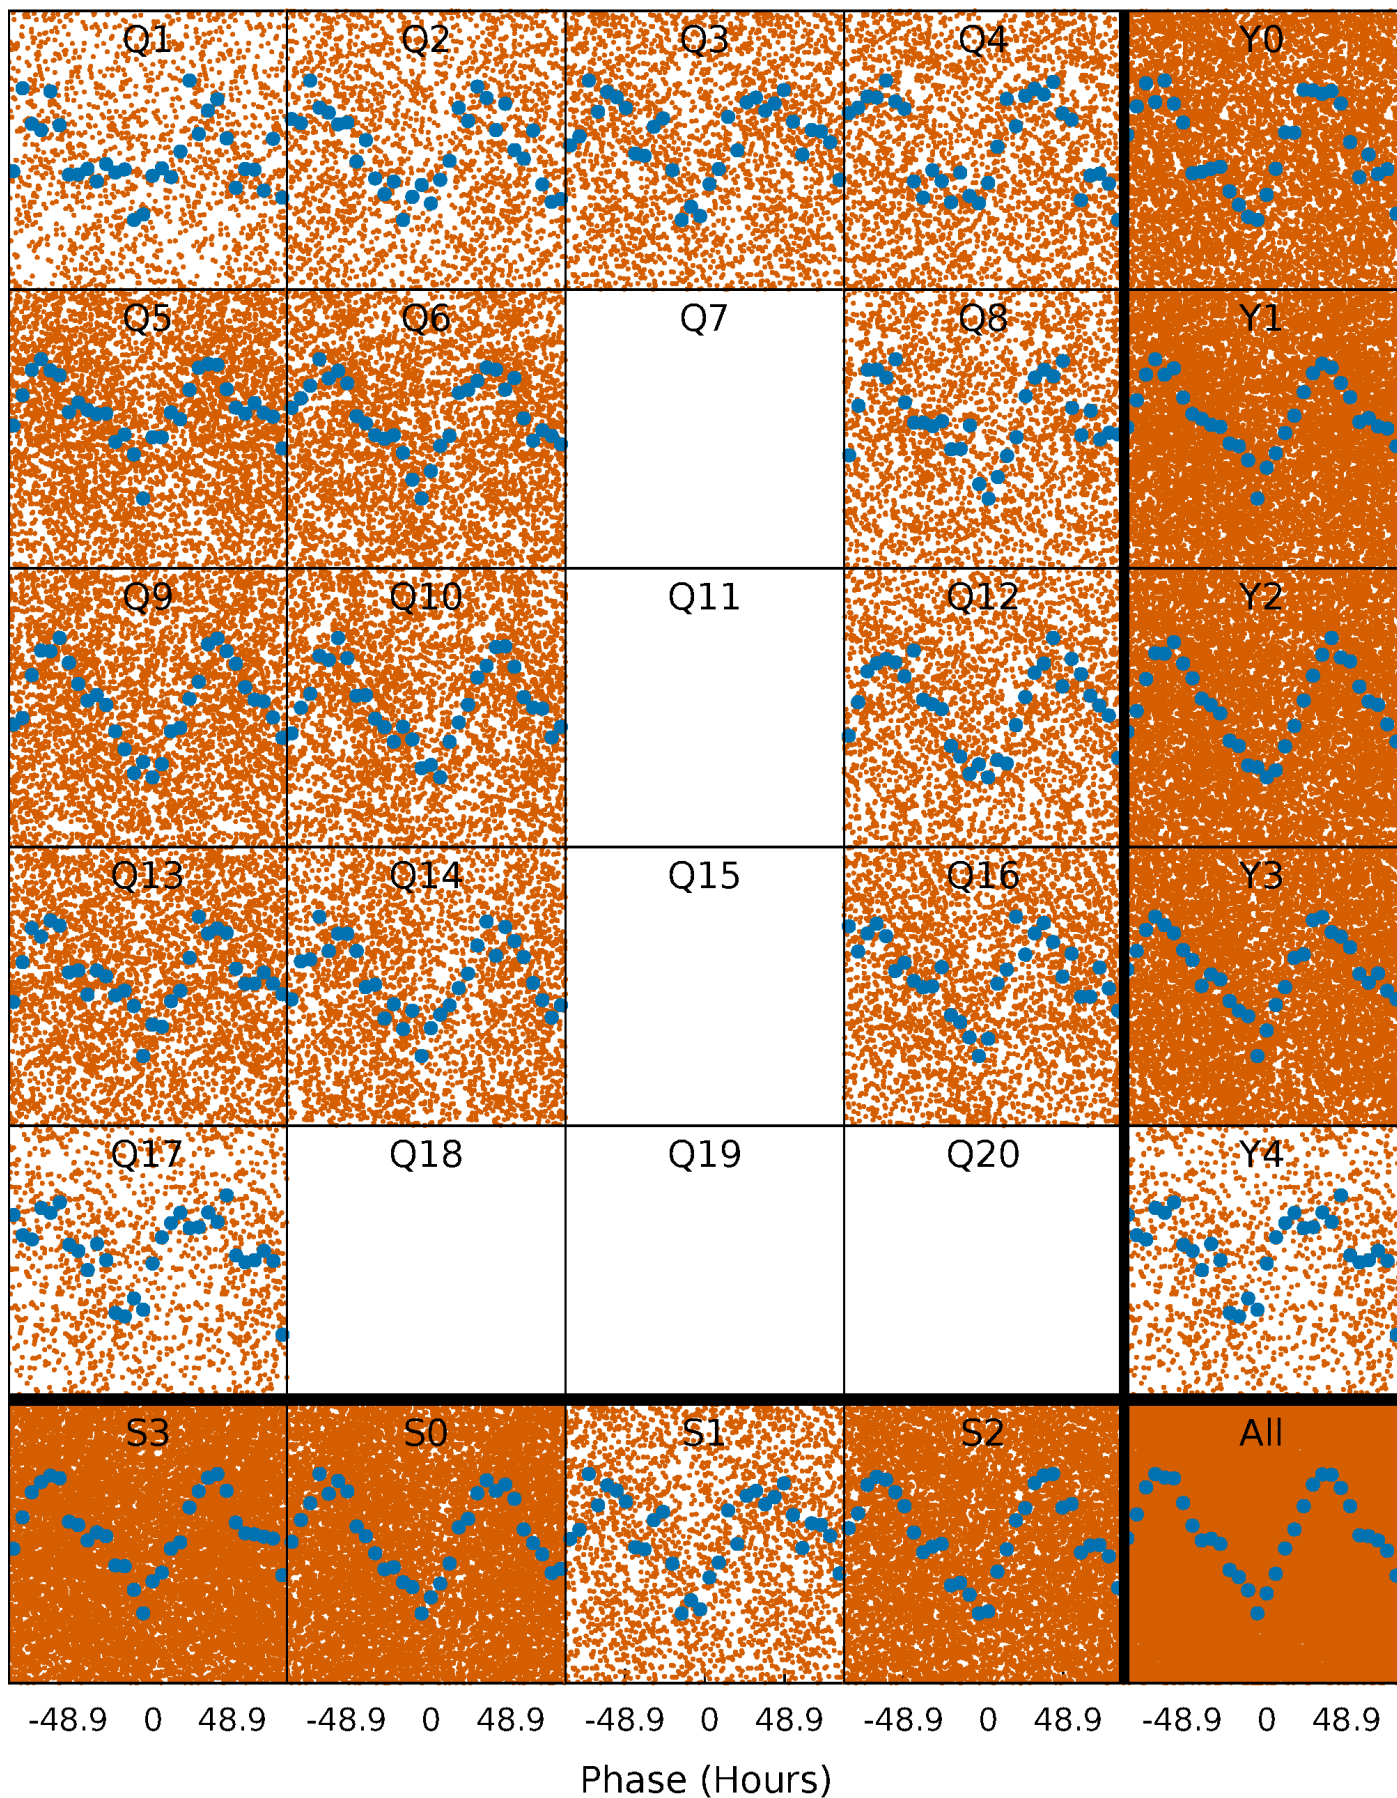 Q1 Q2 Q3 Q4 Y0
Q5 Q6 Q7 Q8 Y1
Q9 Q10 Q11 Q12 Y2
Q13 Q14 Q15 Q16 Y3
Q17 Q18 Q19 Q20 Y4
S3 S0 S1 S2 All
-48.9 0 48.9 -48.9 0 48.9 -48.9 0 48.9 -48.9 0 48.9 -48.9 0 48.9
Phase (Hours)